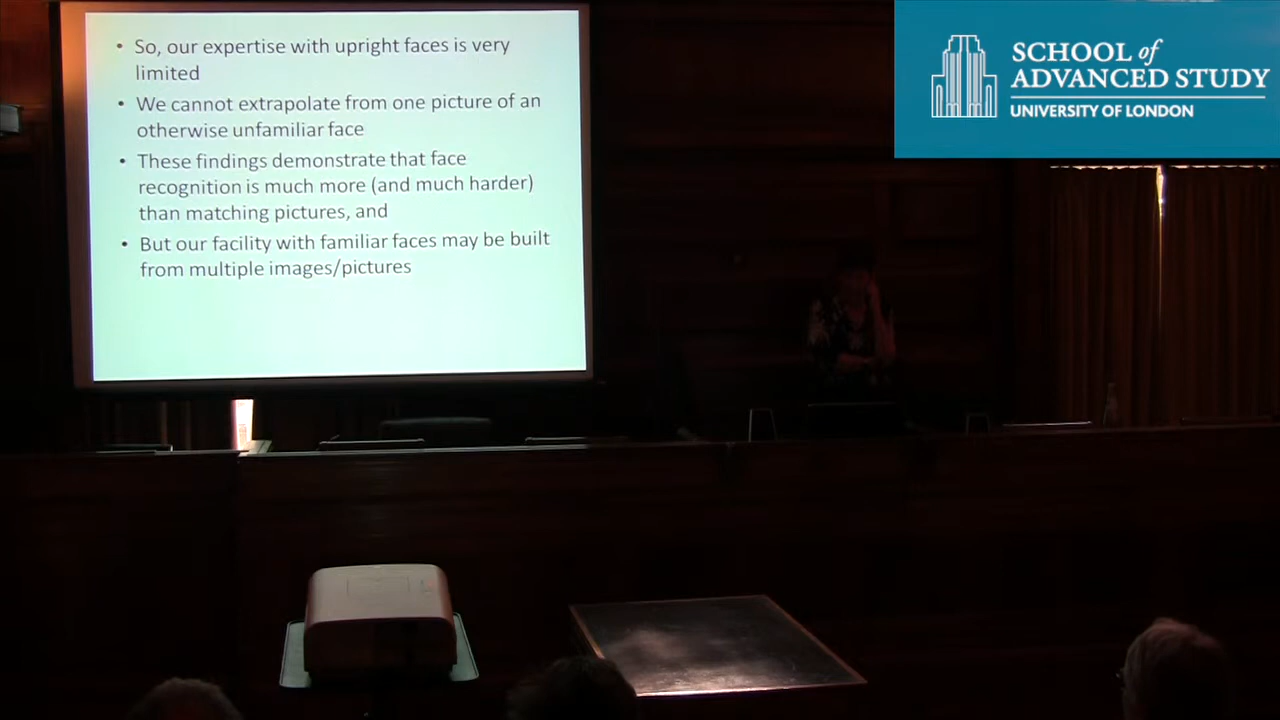 • So, our expertise with upright faces is very
limited
• We cannot extrapolate from one picture of an
otherwise unfamiliar face
• These findings demonstrate that face
recognition is much more (and much harder)
than matching pictures, and
• But our facility with familiar faces may be built
from multiple images/pictures
SCHOOL of
ADVANCED STUDY
UNIVERSITY OF LONDON